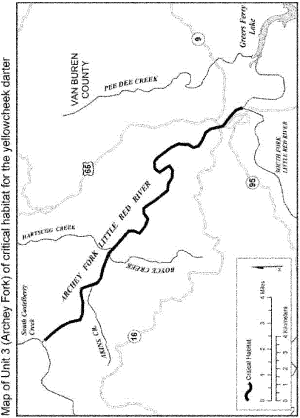 Map of Unit 3 (Archey Fork) of critical habitat for the yellowcheek darter
VAN BUREN
COUNTY
9
Greers Ferry
Lake
PEE DEE CREEK
65
HARTSUGG CREEK
ARCHEY FORK LITTLE RED RIVER
SOUTH FORK
LITTLE RED RIVER
95
South Castleberry
Creek
BOYCE CREEK
AKINS CR.
16
Critical Habitat
0 1 2 4 Miles
0 1 2 4 Kilometers